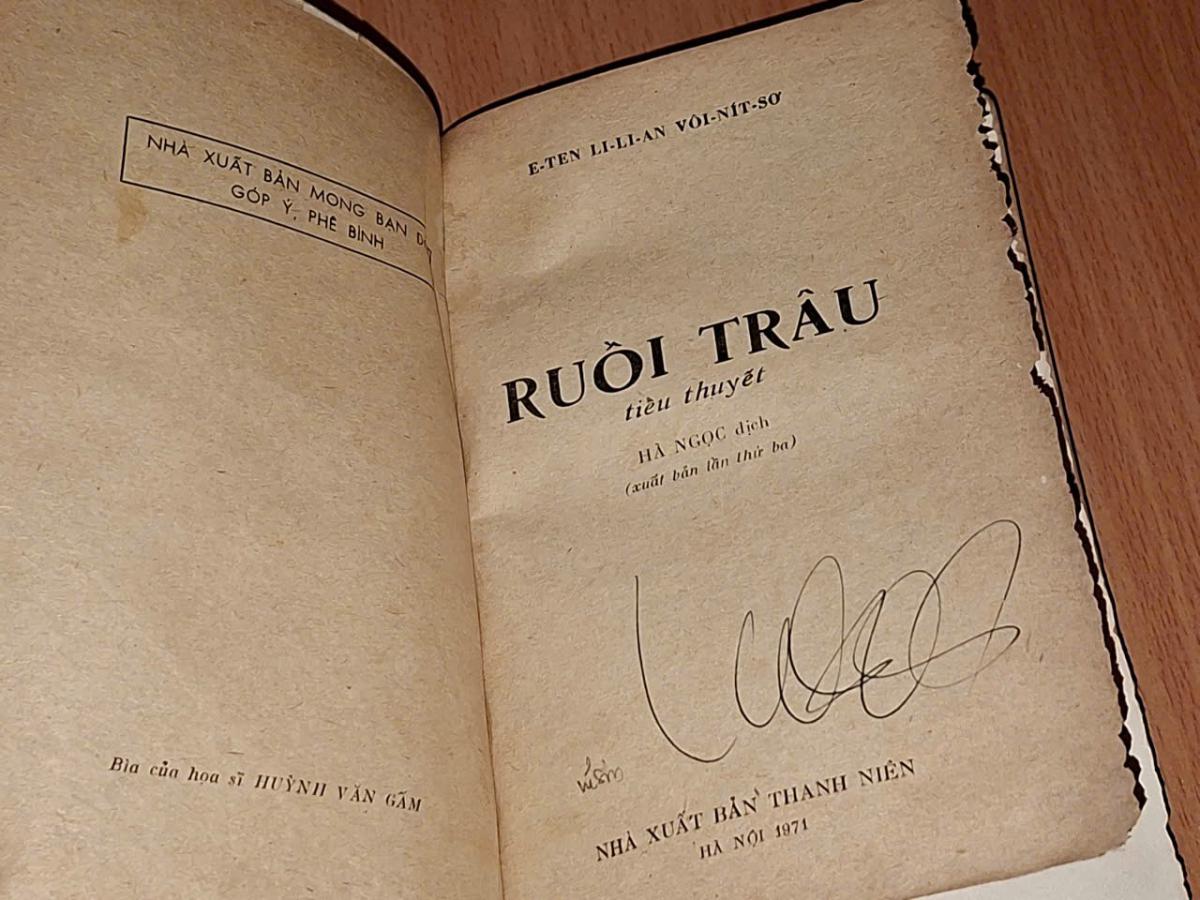 NHÀ XUẤT BẢN MONG BẠN
GÓP Ý, PHÊ BÌNH
Bìa của họa sĩ HUỲNH VĂN GẤM
E-TEN LI-LI-AN VÔI-NÍT-SƠ
RUỒI TRÂU
tiểu thuyết
HÀ NGỌC dịch
(xuất bản lần thứ ba)
NHÀ XUẤT BẢN THANH NIÊN
HÀ NỘI 1971